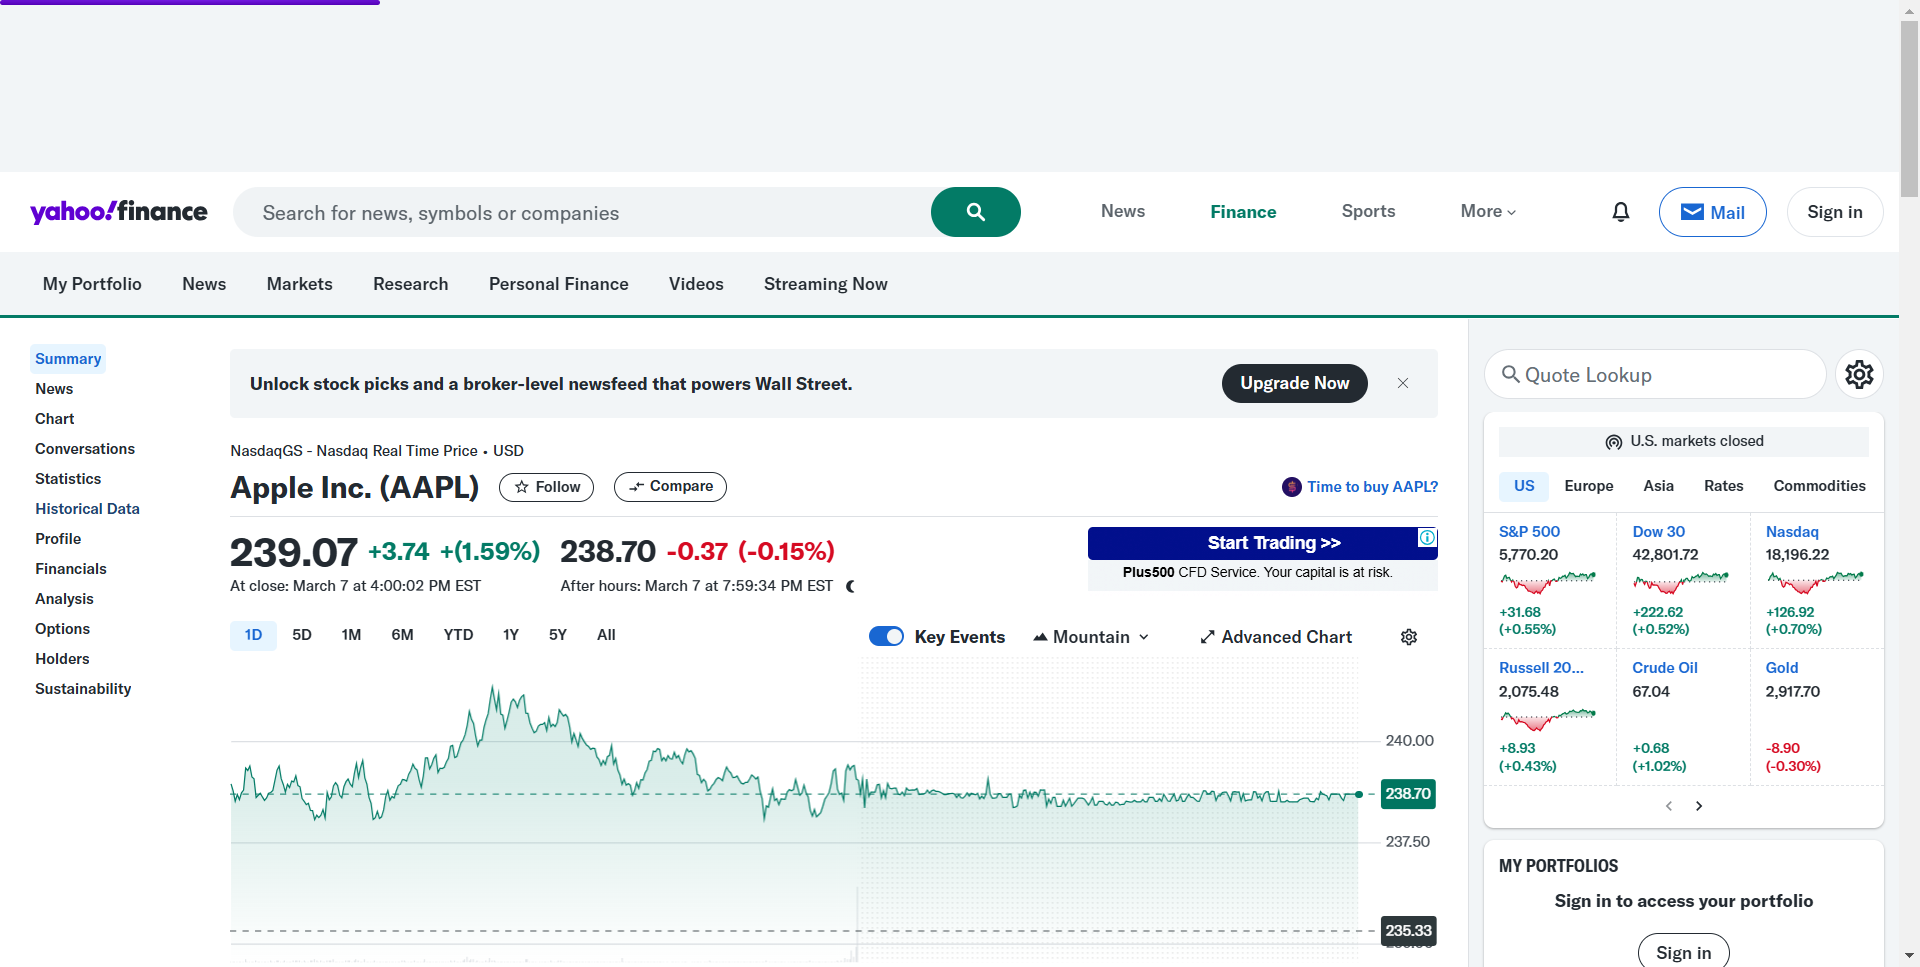 yahoo!finance
Search for news, symbols or companies
News
Finance
Sports
More
Mail
Sign in
My Portfolio
News
Markets
Research
Personal Finance
Videos
Streaming Now
Summary
News
Chart
Conversations
Statistics
Historical Data
Profile
Financials
Analysis
Options
Holders
Sustainability
Unlock stock picks and a broker-level newsfeed that powers Wall Street.
Upgrade Now
NasdaqGS - Nasdaq Real Time Price • USD
Apple Inc. (AAPL)
Follow
Compare
Time to buy AAPL?
239.07 +3.74 +(1.59%)
At close: March 7 at 4:00:02 PM EST
238.70 -0.37 (-0.15%)
After hours: March 7 at 7:59:34 PM EST
Start Trading >>
Plus500 CFD Service. Your capital is at risk.
1D
5D
1M
6M
YTD
1Y
5Y
All
Key Events
Mountain
Advanced Chart
240.00
238.70
237.50
235.33
Quote Lookup
U.S. markets closed
US
Europe
Asia
Rates
Commodities
S&P 500
5,770.20
+31.68
(+0.55%)
Dow 30
42,801.72
+222.62
(+0.52%)
Nasdaq
18,196.22
+126.92
(+0.70%)
Russell 20...
2,075.48
+8.93
(+0.43%)
Crude Oil
67.04
+0.68
(+1.02%)
Gold
2,917.70
-8.90
(-0.30%)
MY PORTFOLIOS
Sign in to access your portfolio
Sign in